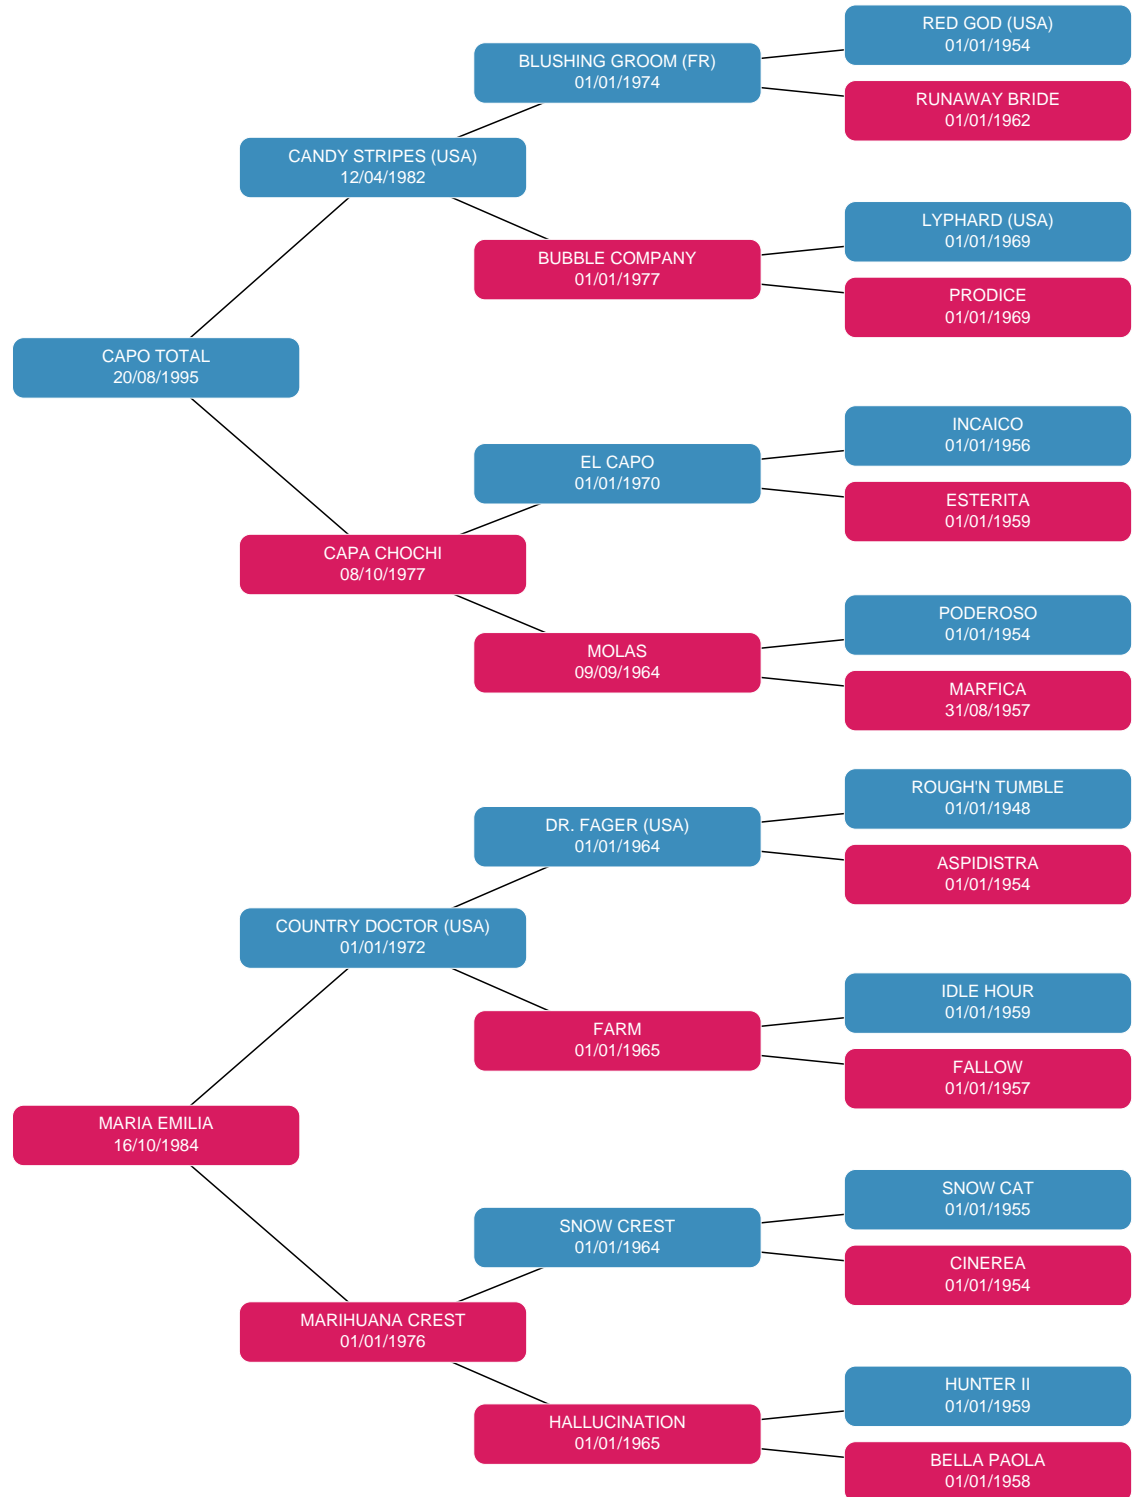 RED GOD (USA)
01/01/1954
BLUSHING GROOM (FR)
01/01/1974
RUNAWAY BRIDE
01/01/1962
CANDY STRIPES (USA)
12/04/1982
LYPHARD (USA)
01/01/1969
BUBBLE COMPANY
01/01/1977
PRODICE
01/01/1969
CAPO TOTAL
20/08/1995
INCAICO
01/01/1956
EL CAPO
01/01/1970
ESTERITA
01/01/1959
CAPA CHOCHI
08/10/1977
PODEROSO
01/01/1954
MOLAS
09/09/1964
MARFICA
31/08/1957
ROUGH'N TUMBLE
01/01/1948
DR. FAGER (USA)
01/01/1964
ASPIDISTRA
01/01/1954
COUNTRY DOCTOR (USA)
01/01/1972
IDLE HOUR
01/01/1959
FARM
01/01/1965
FALLOW
01/01/1957
MARIA EMILIA
16/10/1984
SNOW CAT
01/01/1955
SNOW CREST
01/01/1964
CINEREA
01/01/1954
MARIHUANA CREST
01/01/1976
HUNTER II
01/01/1959
HALLUCINATION
01/01/1965
BELLA PAOLA
01/01/1958